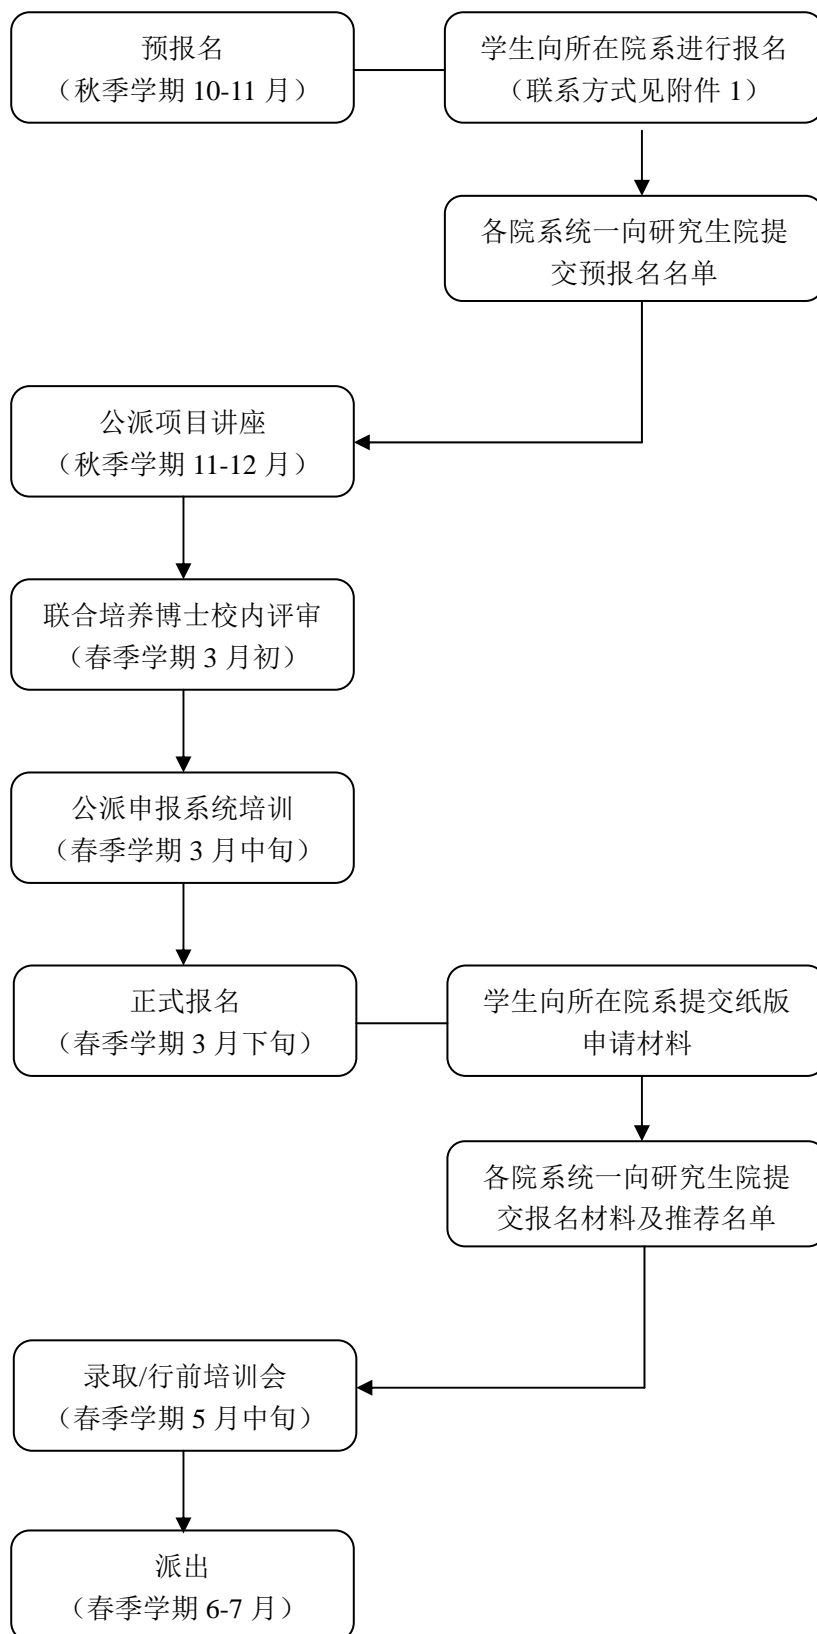 预报名
（秋季学期 10-11 月）
学生向所在院系进行报名
（联系方式见附件 1）
各院系统一向研究生院提
交预报名名单
公派项目讲座
（秋季学期 11-12 月）
联合培养博士校内评审
（春季学期 3 月初）
公派申报系统培训
（春季学期 3 月中旬）
正式报名
（春季学期 3 月下旬）
学生向所在院系提交纸版
申请材料
各院系统一向研究生院提
交报名材料及推荐名单
录取/行前培训会
（春季学期 5 月中旬）
派出
（春季学期 6-7 月）